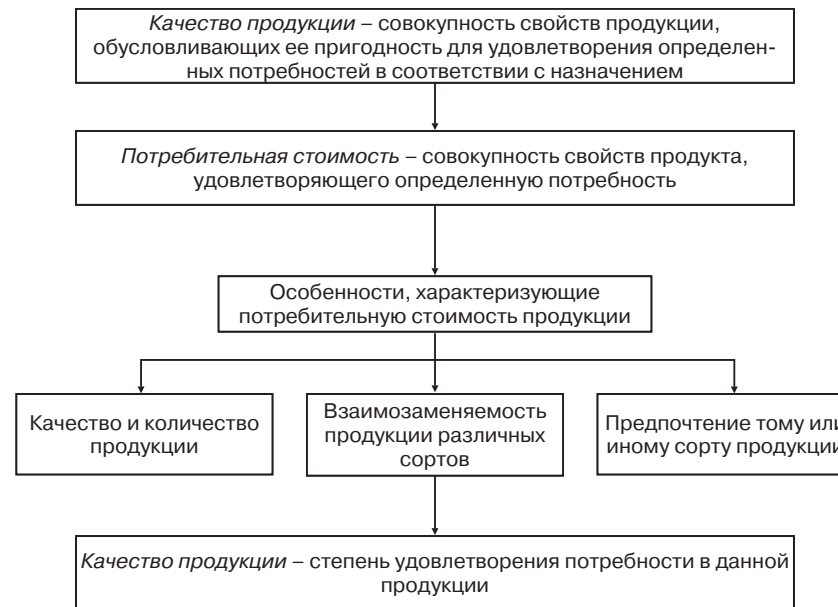 Качество продукции – совокупность свойств продукции,
обусловливающих ее пригодность для удовлетворения определен-
ных потребностей в соответствии с назначением
Потребительная стоимость – совокупность свойств продукта,
удовлетворяющего определенную потребность
Особенности, характеризующие
потребительную стоимость продукции
Качество и количество
продукции
Взаимозаменяемость
продукции различных
сортов
Предпочтение тому или
иному сорту продукции
Качество продукции – степень удовлетворения потребности в данной
продукции